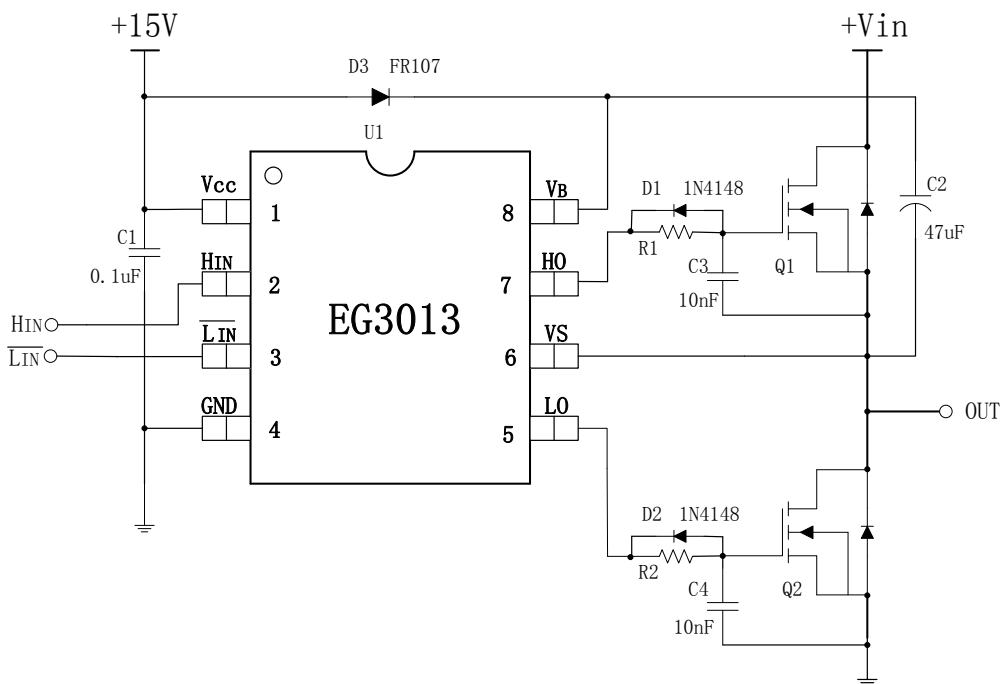 +15V
+Vin
D3 FR107
U1
Vcc
1
VB
8
D1 1N4148
R1
C2
47uF
C1
0.1uF
HIN
2
HO
7
C3
10nF
Q1
HIN
LIN
LIN
3
EG3013
VS
6
GND
4
LO
5
OUT
D2 1N4148
R2
C4
10nF
Q2